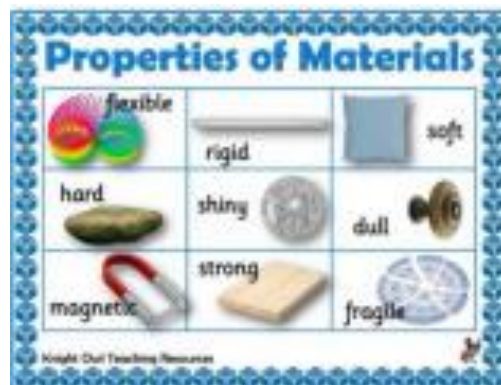 Properties of Materials
flexible
rigid
soft
hard
shiny
dull
magnetic
strong
fragile
Knight Owl Teaching Resources